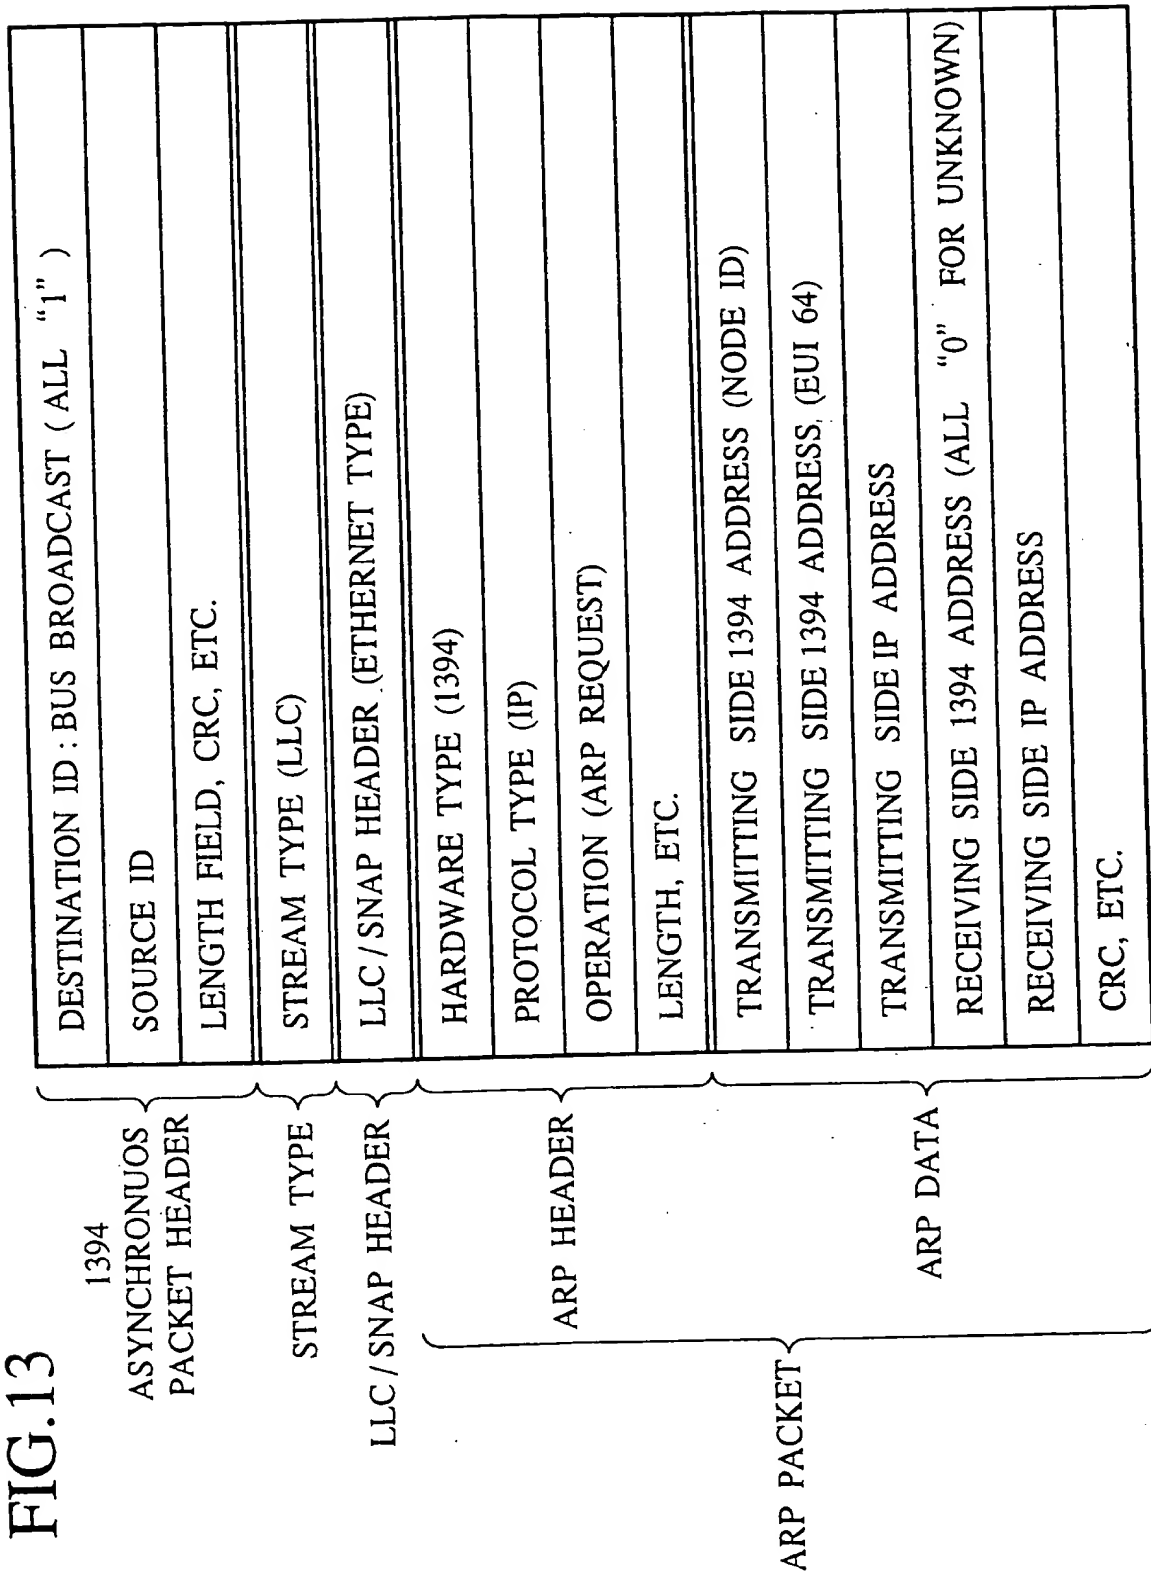 FIG.13
1394
ASYNCHRONUOS
PACKET HEADER
DESTINATION ID : BUS BROADCAST ( ALL "1" )
SOURCE ID
LENGTH FIELD, CRC, ETC.
STREAM TYPE
STREAM TYPE (LLC)
LLC / SNAP HEADER
LLC / SNAP HEADER (ETHERNET TYPE)
ARP PACKET
ARP HEADER
HARDWARE TYPE (1394)
PROTOCOL TYPE (IP)
OPERATION (ARP REQUEST)
LENGTH, ETC.
ARP DATA
TRANSMITTING SIDE 1394 ADDRESS (NODE ID)
TRANSMITTING SIDE 1394 ADDRESS (EUI 64)
TRANSMITTING SIDE IP ADDRESS
RECEIVING SIDE 1394 ADDRESS (ALL "0" FOR UNKNOWN)
RECEIVING SIDE IP ADDRESS
CRC, ETC.